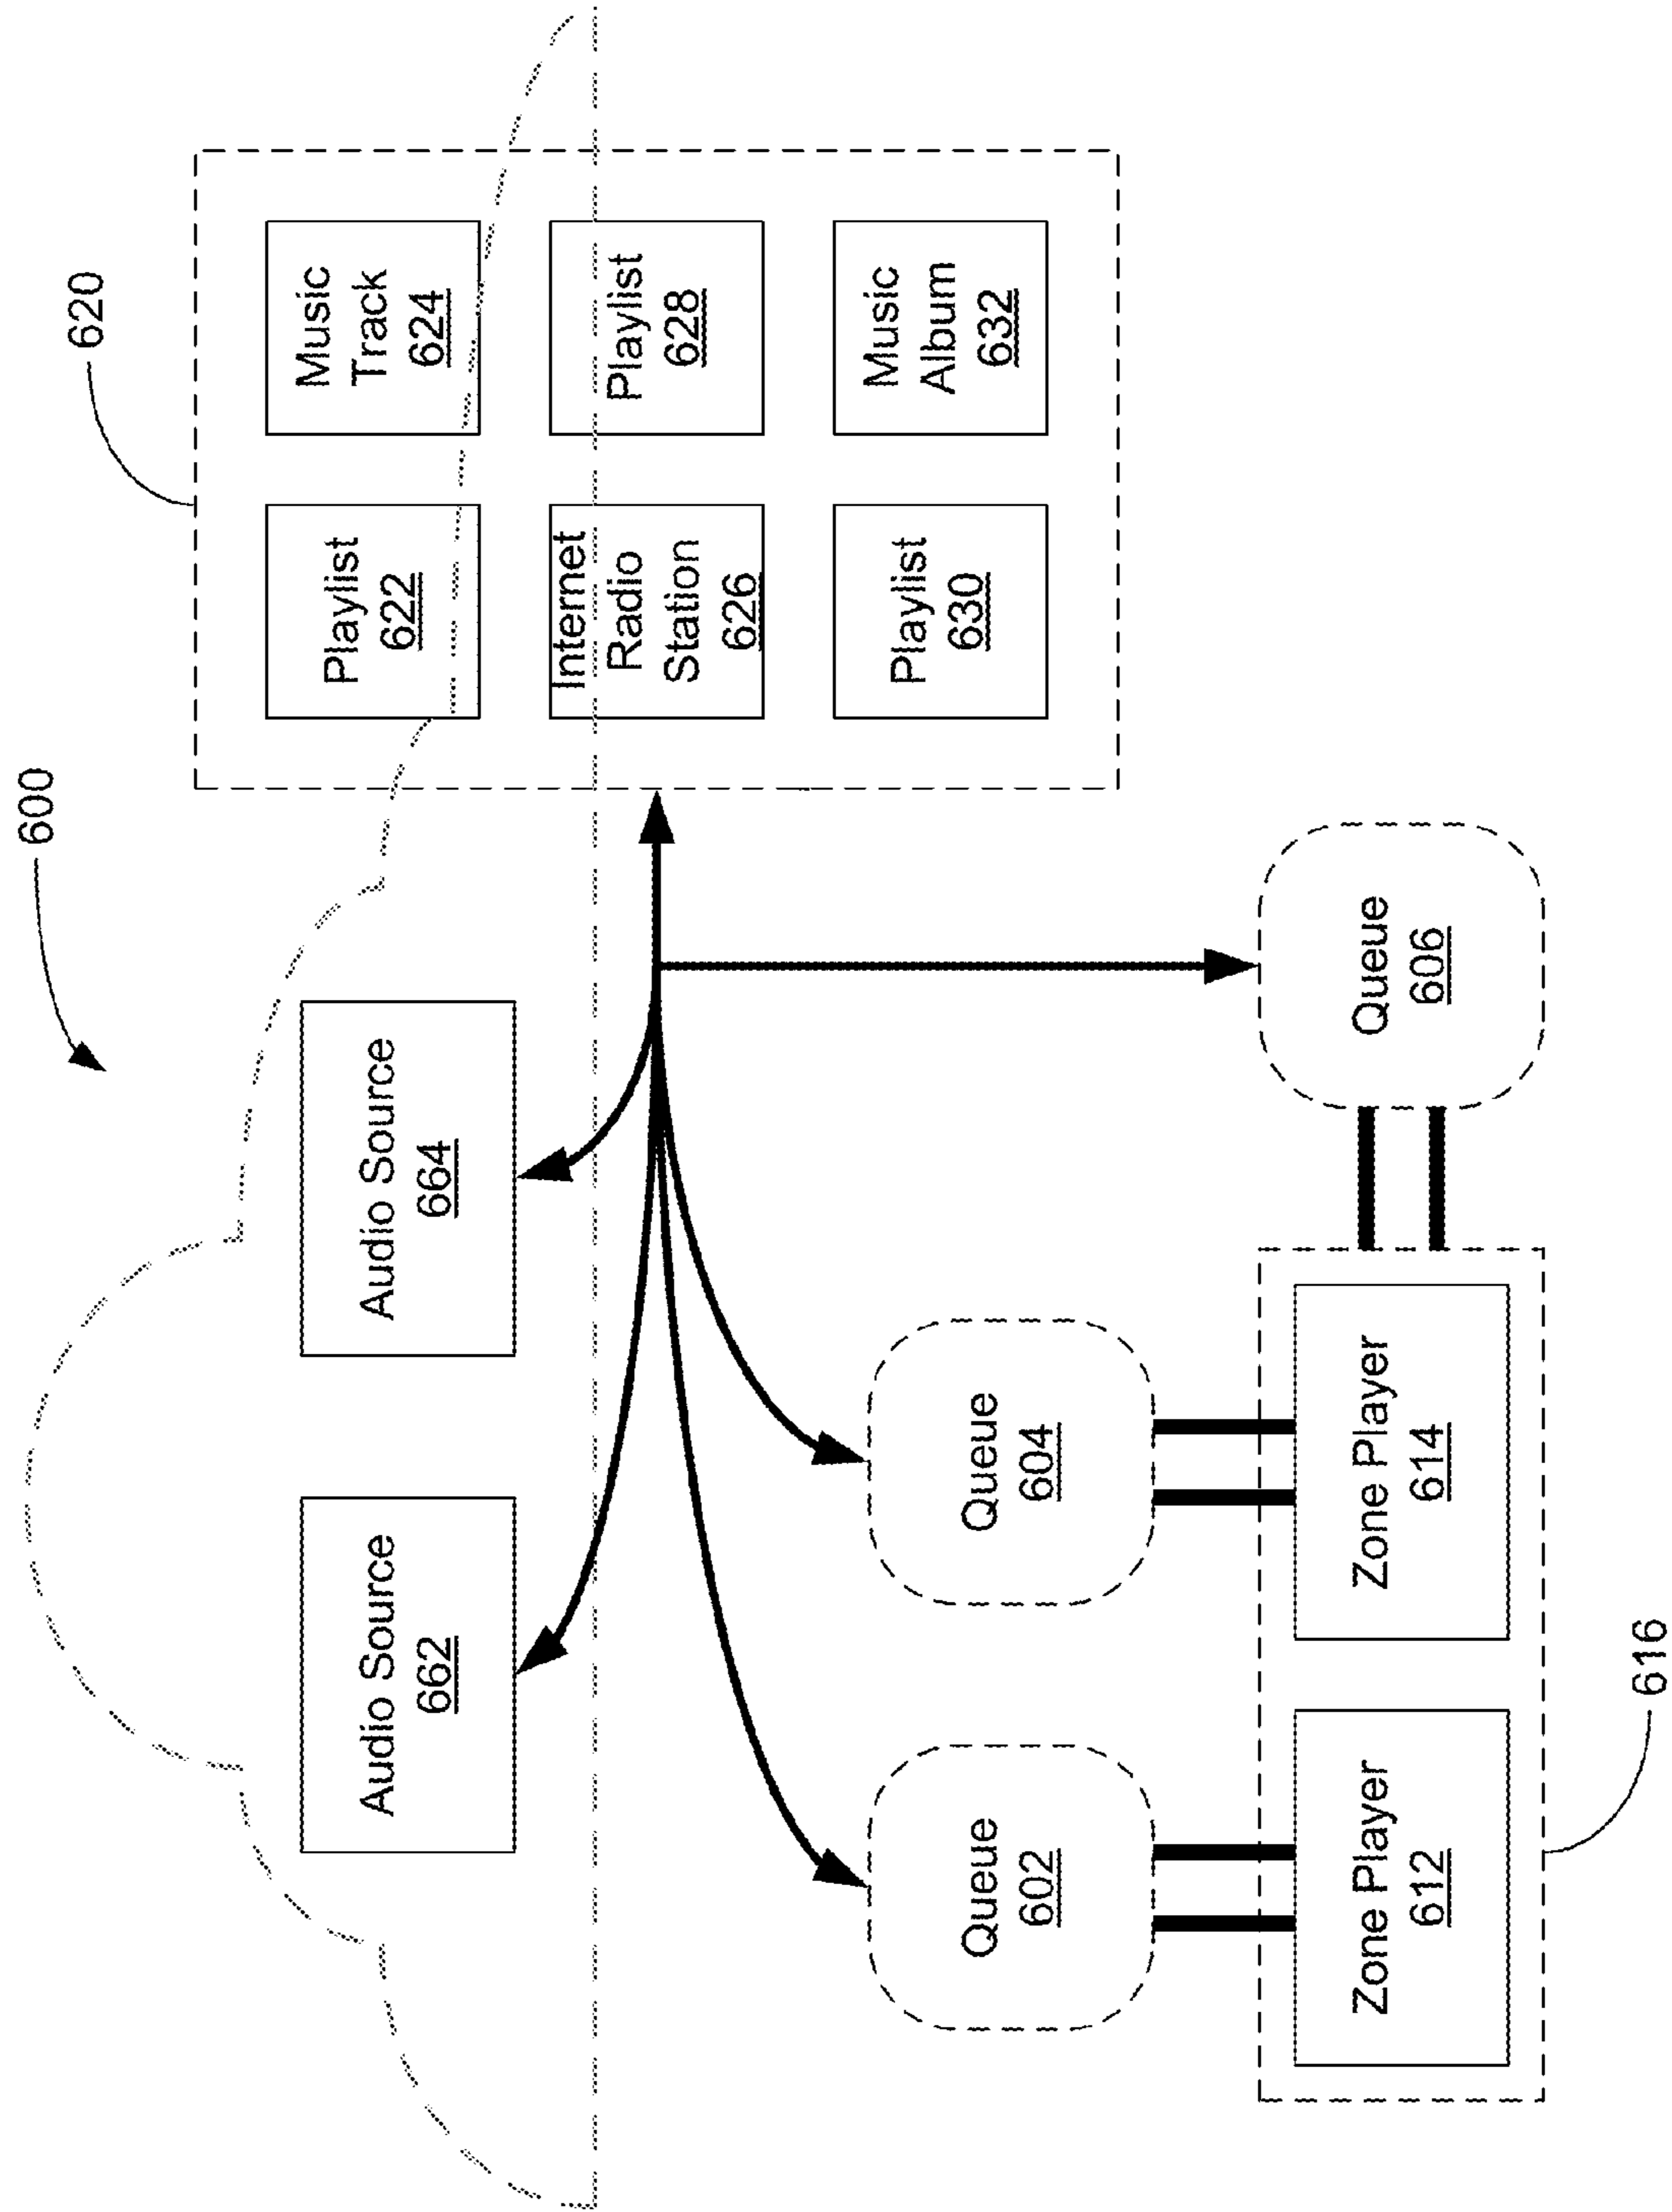 600
620
Audio Source
662
Audio Source
664
Playlist
622
Music
Track
624
Internet
Radio
Station
626
Playlist
628
Playlist
630
Music
Album
632
Queue
602
Queue
604
Queue
606
Zone Player
612
Zone Player
614
616